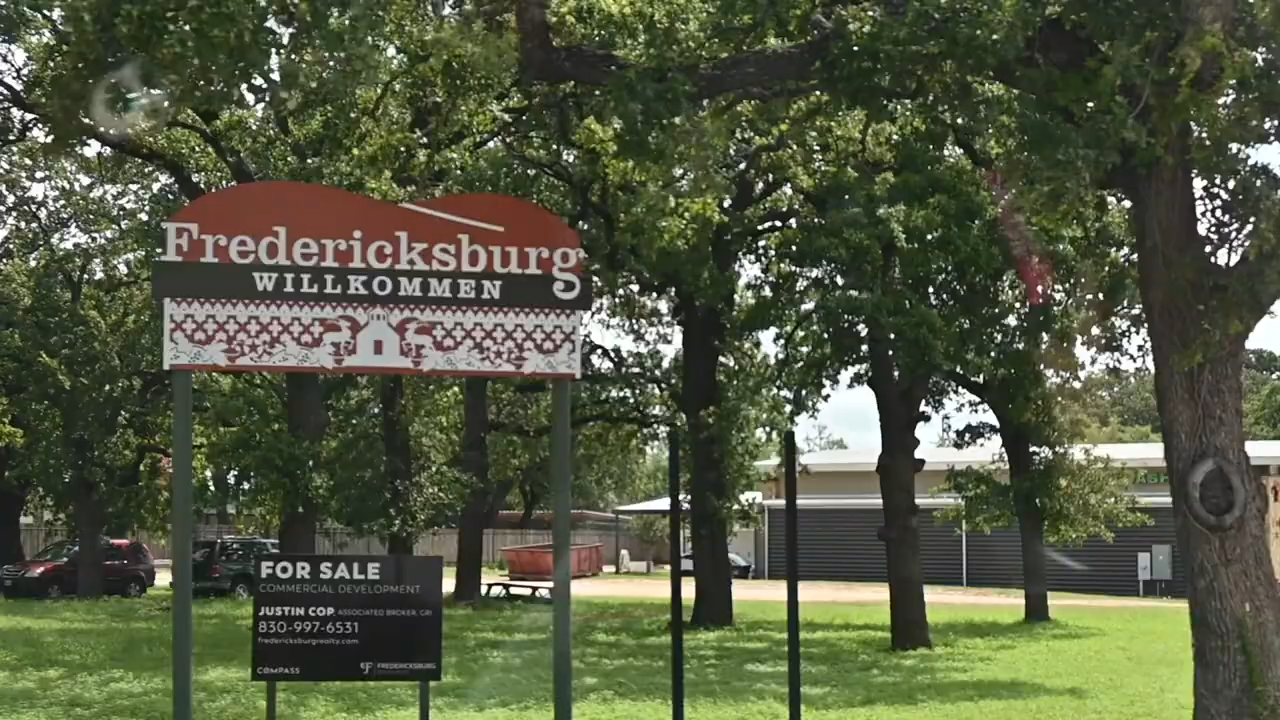 Fredericksburg
WILLKOMMEN
FOR SALE
COMMERCIAL DEVELOPMENT
JUSTIN COP, ASSOCIATED BROKER, GRI
830-997-6531
fredericksburgrealty.com
COMPASS
FREDERICKSBURG